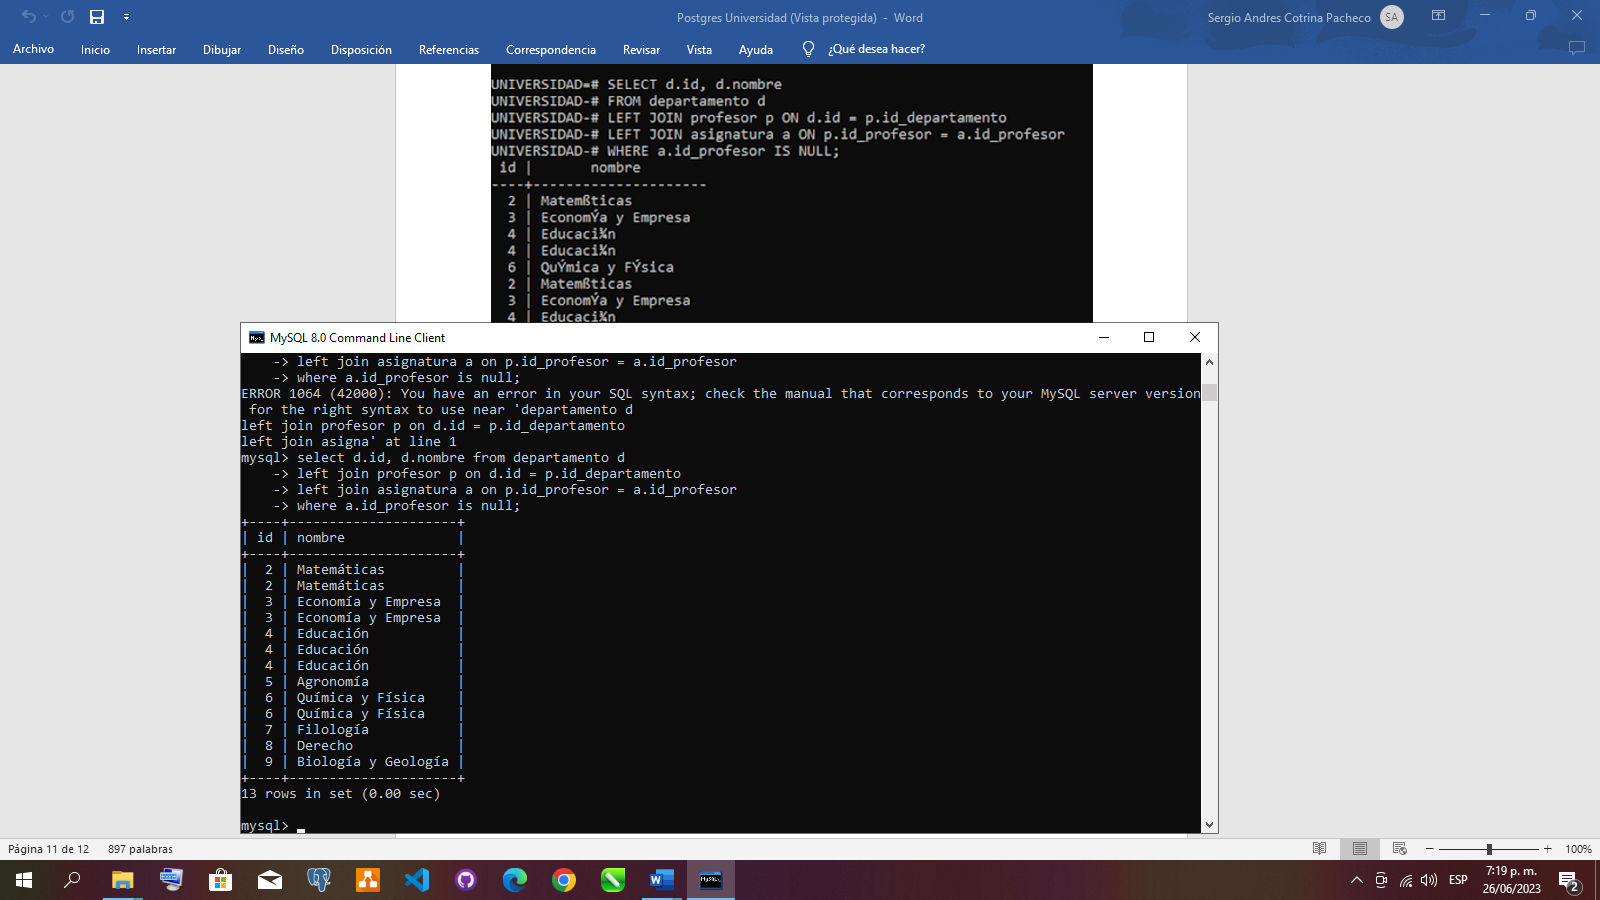 Postgres Universidad (Vista protegida) - Word
Sergio Andres Cotrina Pacheco
SA
Archivo Inicio Insertar Dibujar Diseño Disposición Referencias Correspondencia Revisar Vista Ayuda ¿Qué desea hacer?
UNIVERSIDAD=# SELECT d.id, d.nombre
UNIVERSIDAD-# FROM departamento d
UNIVERSIDAD-# LEFT JOIN profesor p ON d.id = p.id_departamento
UNIVERSIDAD-# LEFT JOIN asignatura a ON p.id_profesor = a.id_profesor
UNIVERSIDAD-# WHERE a.id_profesor IS NULL;
id | nombre
----+---------------------
2 | Matemßticas
3 | EconomÝa y Empresa
4 | Educaci¾n
4 | Educaci¾n
6 | QuÝmica y FÝsica
2 | Matemßticas
3 | EconomÝa y Empresa
4 | Educaci¾n
MySQL 8.0 Command Line Client
-> left join asignatura a on p.id_profesor = a.id_profesor
-> where a.id_profesor is null;
ERROR 1064 (42000): You have an error in your SQL syntax; check the manual that corresponds to your MySQL server version
for the right syntax to use near 'departamento d
left join profesor p on d.id = p.id_departamento
left join asigna' at line 1
mysql> select d.id, d.nombre from departamento d
-> left join profesor p on d.id = p.id_departamento
-> left join asignatura a on p.id_profesor = a.id_profesor
-> where a.id_profesor is null;
+----+---------------------+
| id | nombre |
+----+---------------------+
| 2 | Matemáticas |
| 2 | Matemáticas |
| 3 | Economía y Empresa |
| 3 | Economía y Empresa |
| 4 | Educación |
| 4 | Educación |
| 4 | Educación |
| 5 | Agronomía |
| 6 | Química y Física |
| 6 | Química y Física |
| 7 | Filología |
| 8 | Derecho |
| 9 | Biología y Geología |
+----+---------------------+
13 rows in set (0.00 sec)
mysql>
Página 11 de 12 897 palabras
100%
ESP
7:19 p. m.
26/06/2023
2